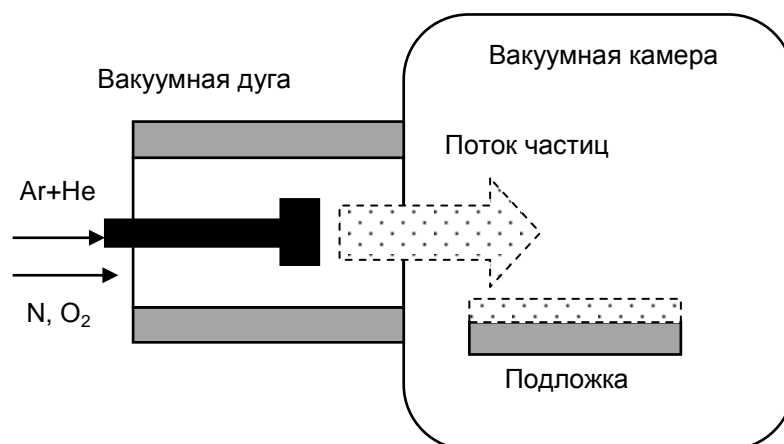 Вакуумная камера
Вакуумная дуга
Поток частиц
Ar+He
N, O₂
Подложка